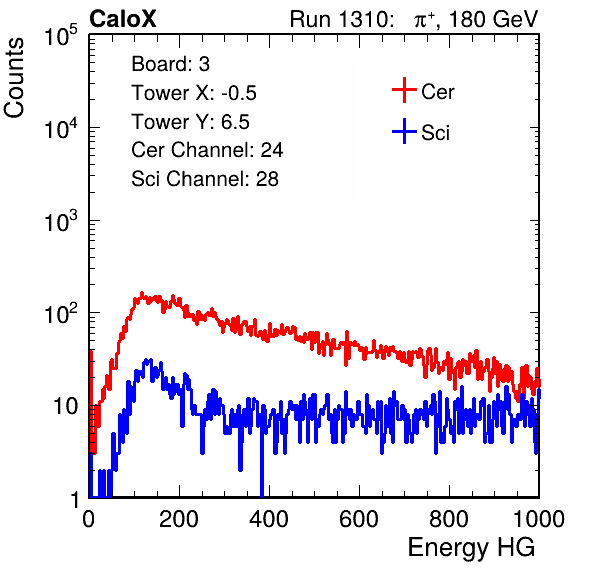 CaloX Run 1310: π⁺, 180 GeV
Counts
10⁵
10⁴
10³
10²
10
1
Board: 3
Tower X: -0.5
Tower Y: 6.5
Cer Channel: 24
Sci Channel: 28
Cer
Sci
0 200 400 600 800 1000
Energy HG